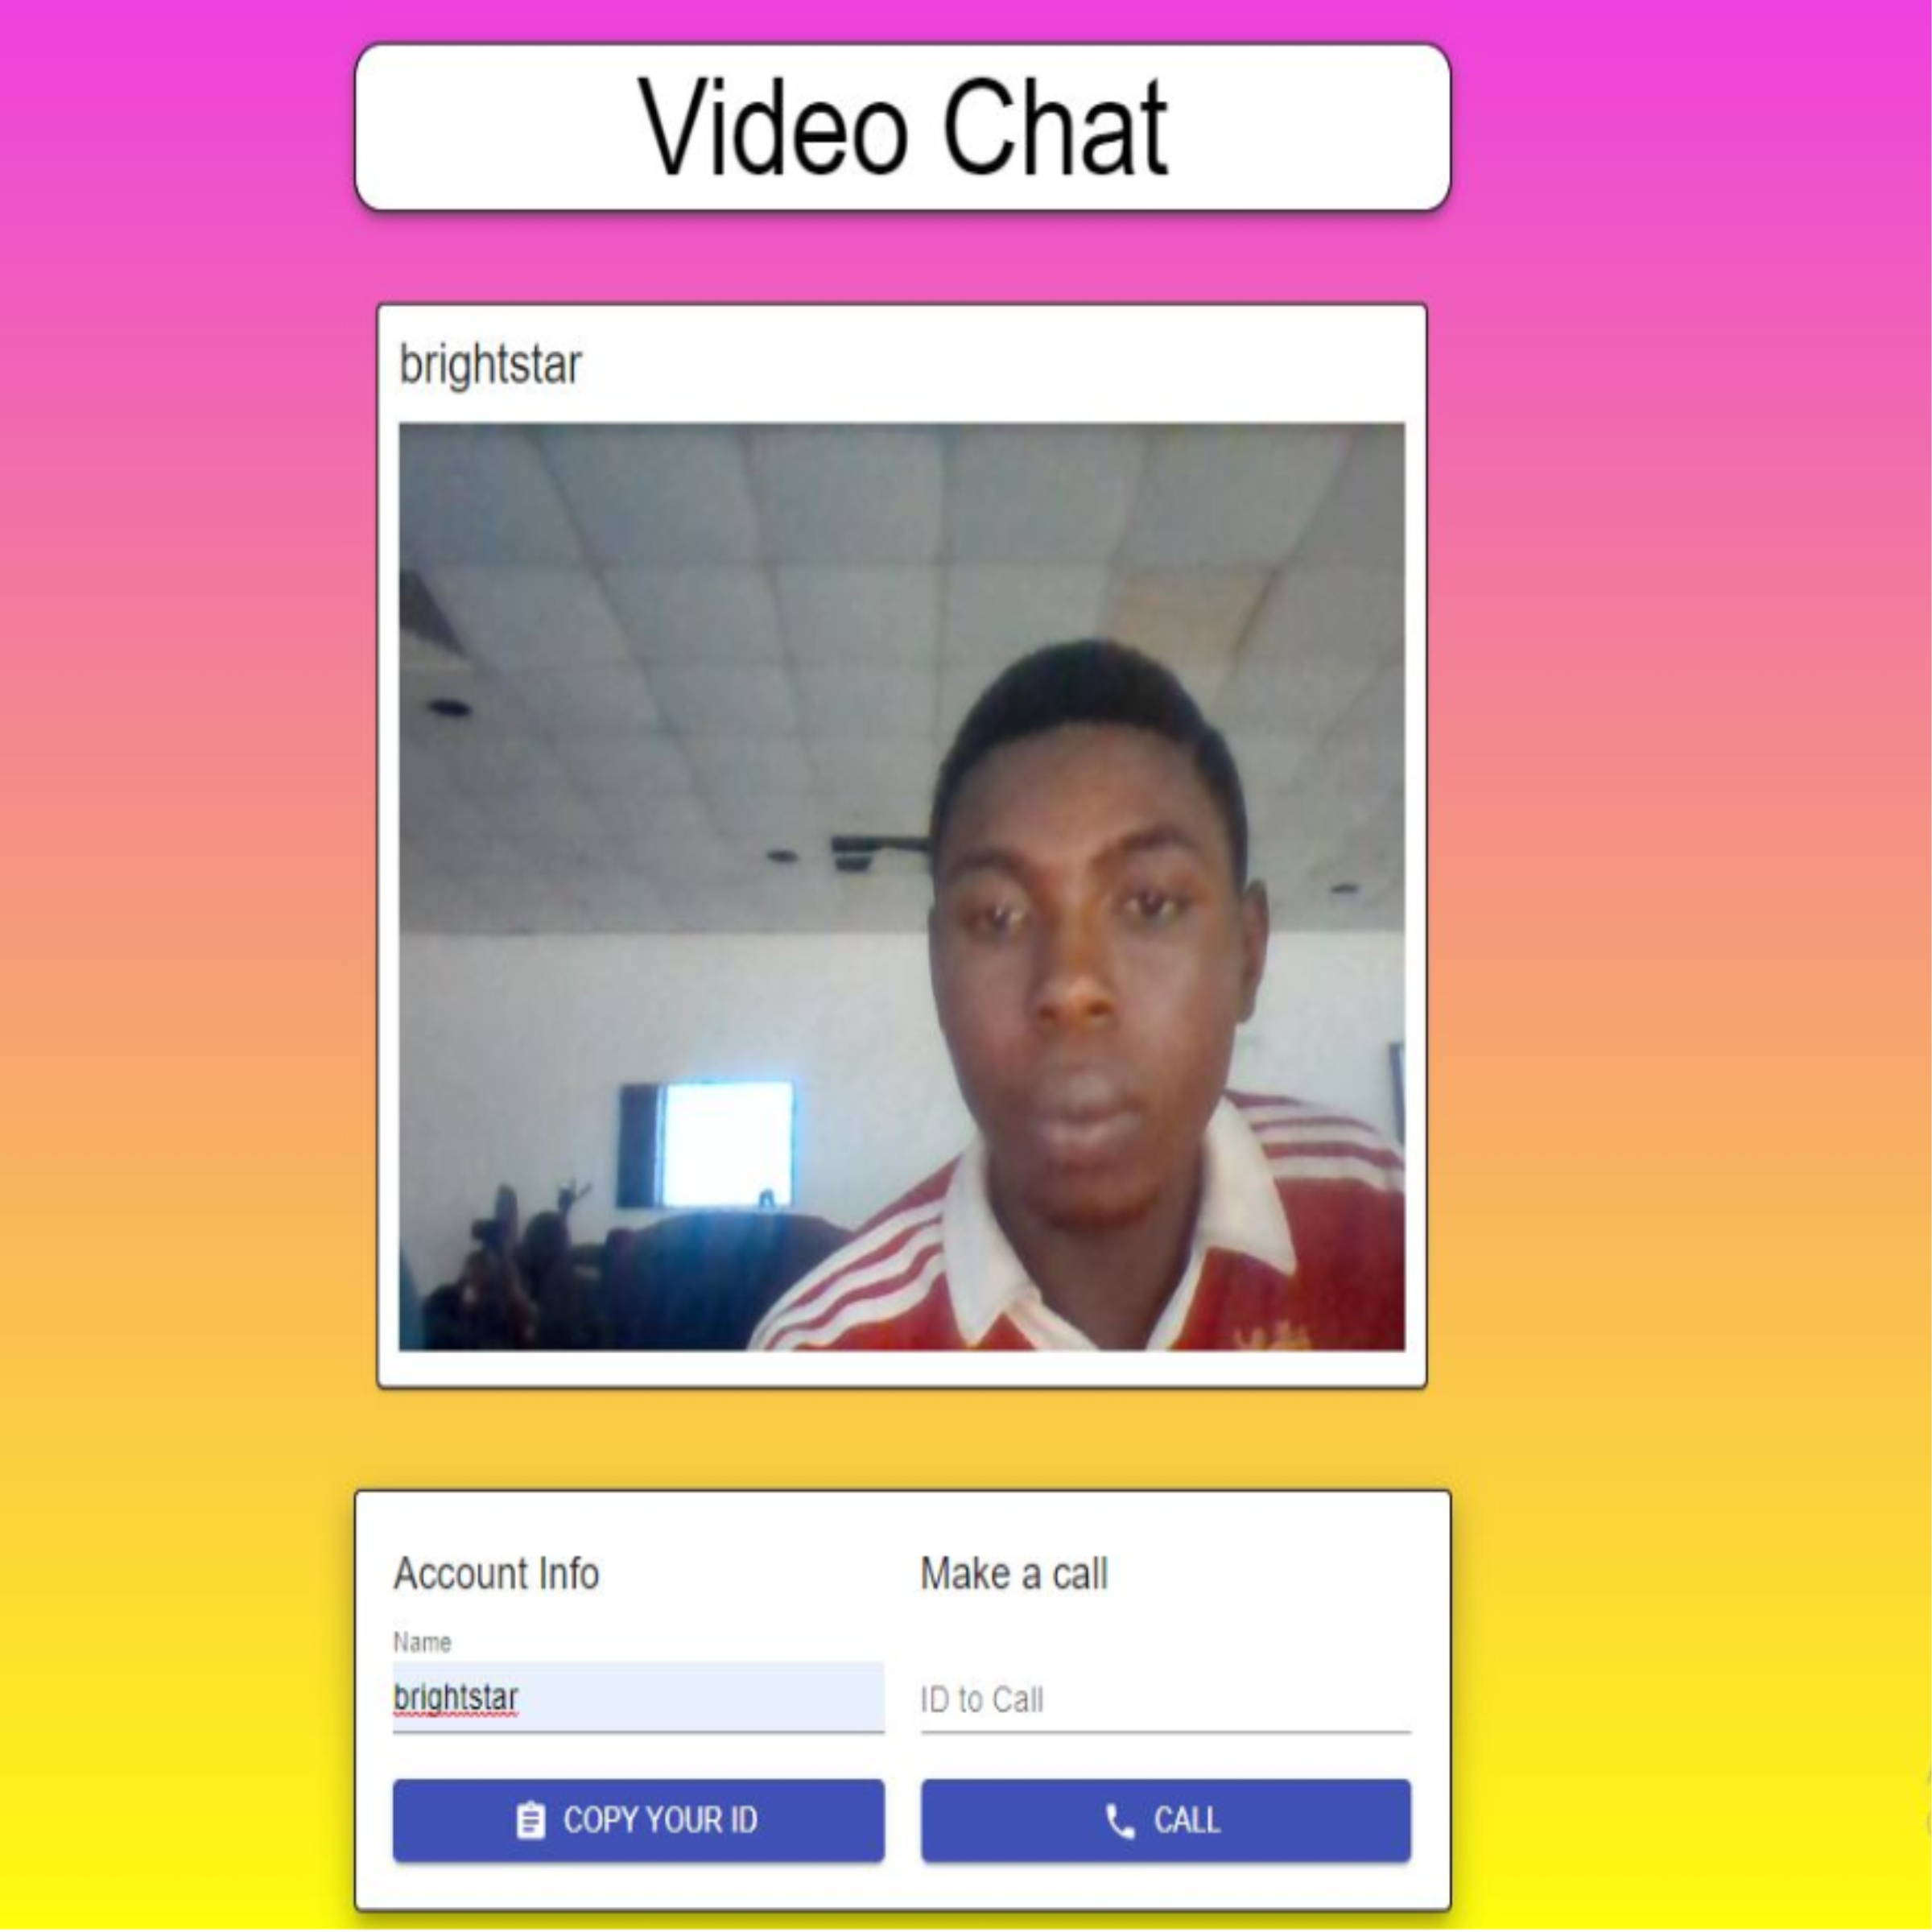 Video Chat
brightstar
Account Info
Make a call
Name
brightstar
ID to Call
COPY YOUR ID
CALL